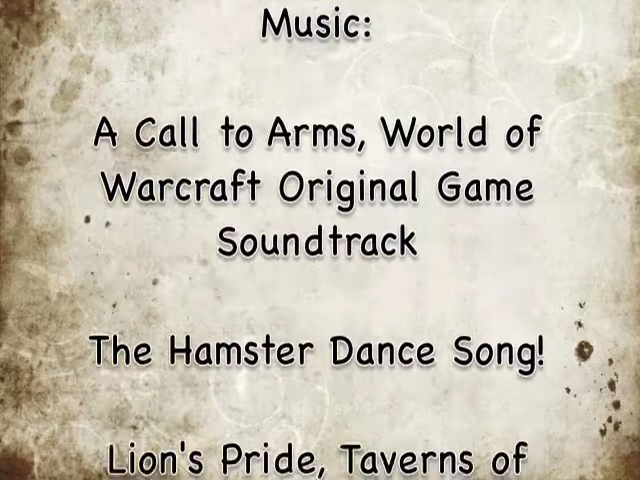 Music:
A Call to Arms, World of
Warcraft Original Game
Soundtrack
The Hamster Dance Song!
Lion's Pride, Taverns of